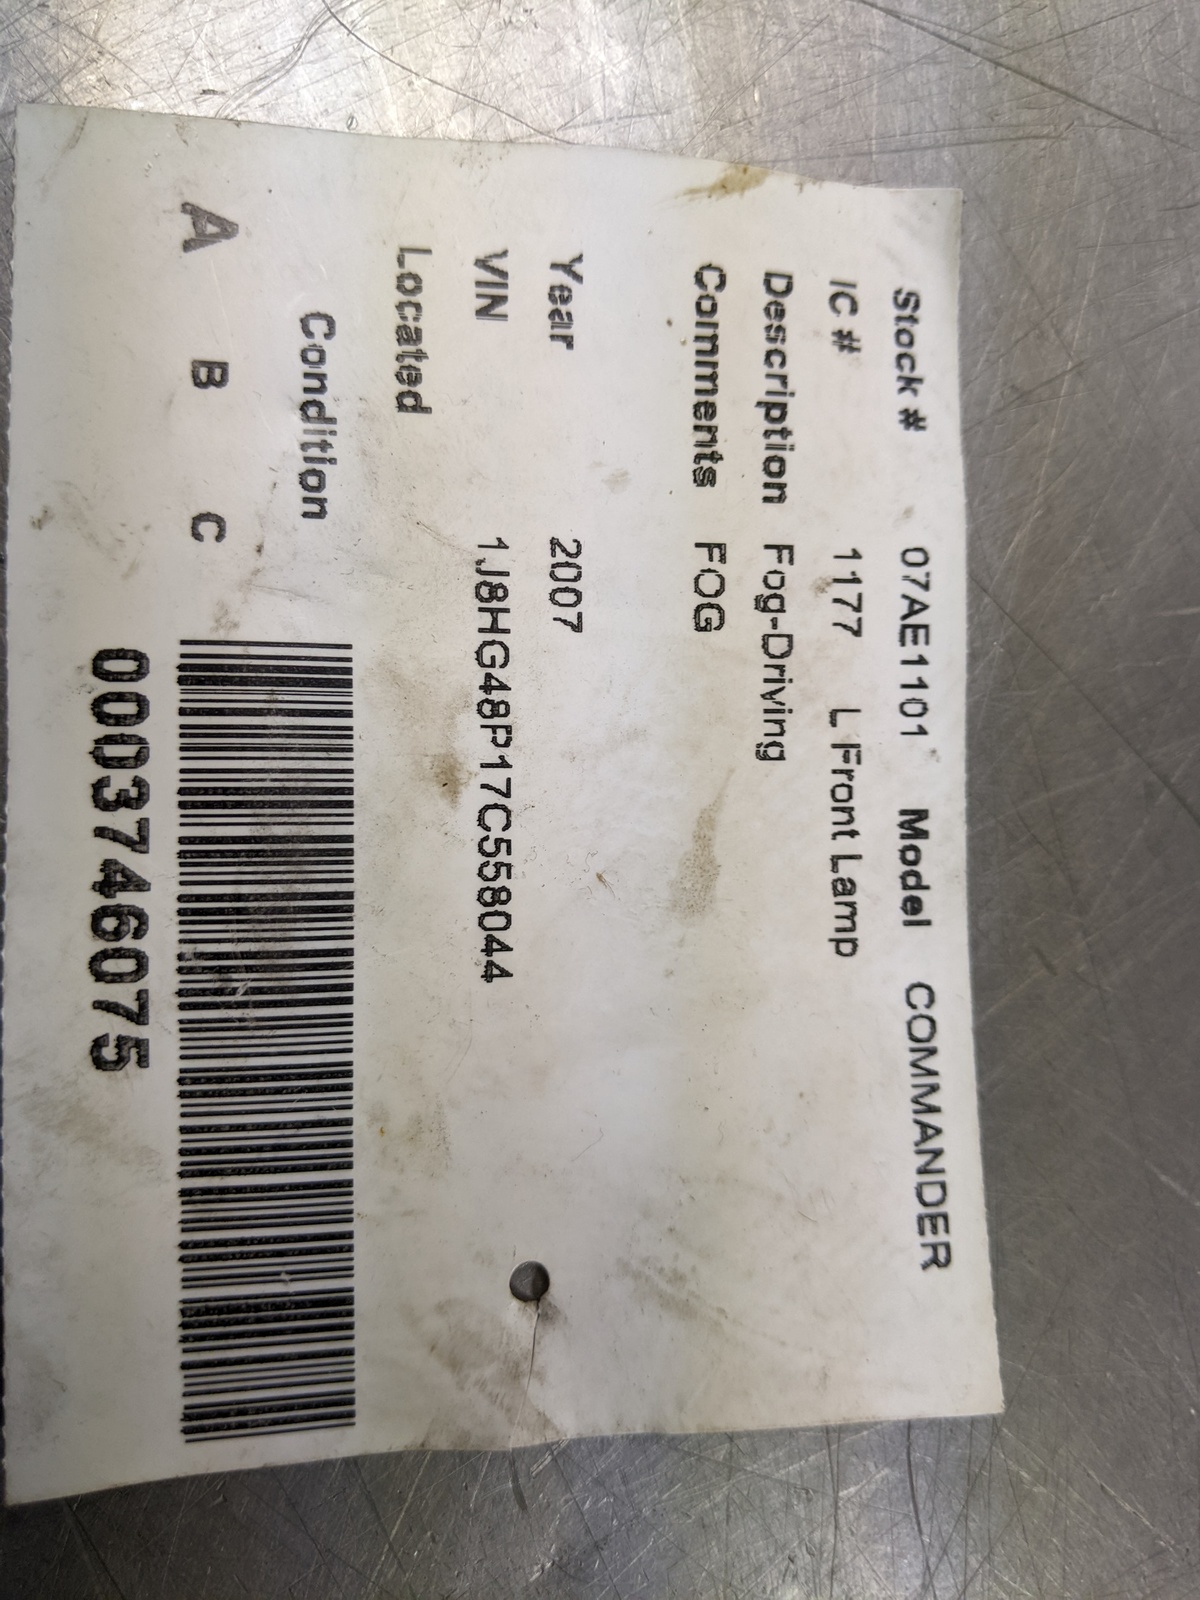 Stock # 07AE1101 Model COMMANDER
IC # 1177 L Front Lamp
Description Fog-Driving
Comments FOG
Year 2007
VIN 1J8HG48P17C558044
Located
Condition
A B C
0003746075